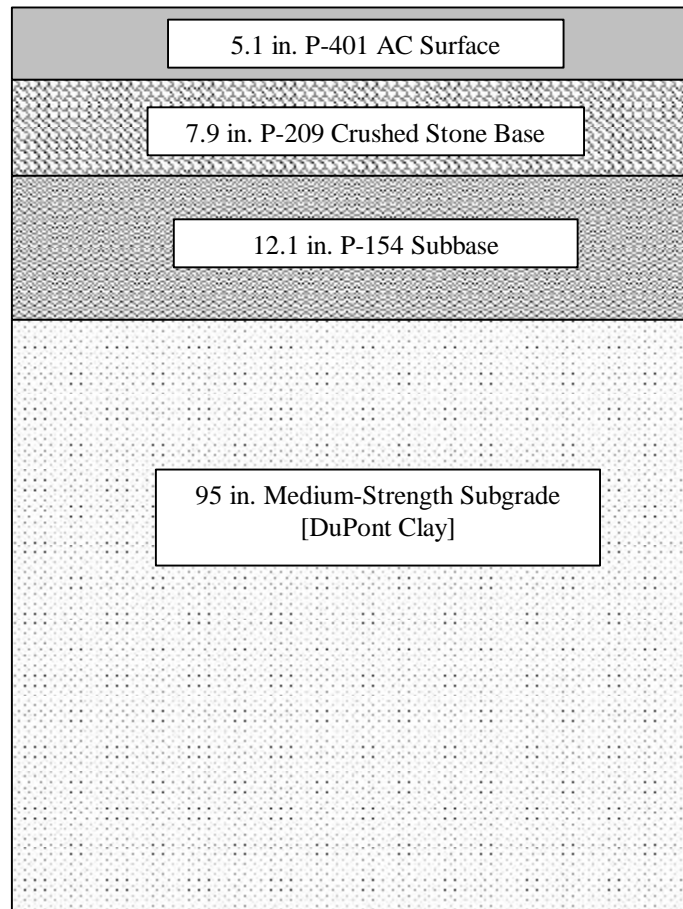 5.1 in. P-401 AC Surface
7.9 in. P-209 Crushed Stone Base
12.1 in. P-154 Subbase
95 in. Medium-Strength Subgrade
[DuPont Clay]